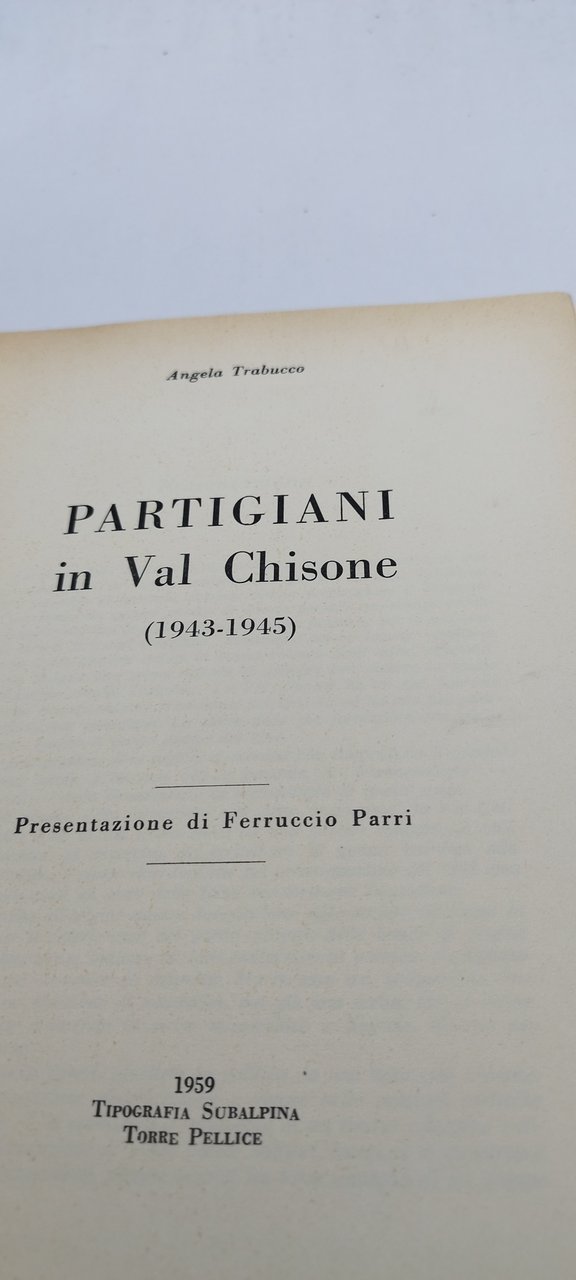 Angela Trabucco
PARTIGIANI
in Val Chisone
(1943-1945)
Presentazione di Ferruccio Parri
1959
TIPOGRAFIA SUBALPINA
TORRE PELLICE